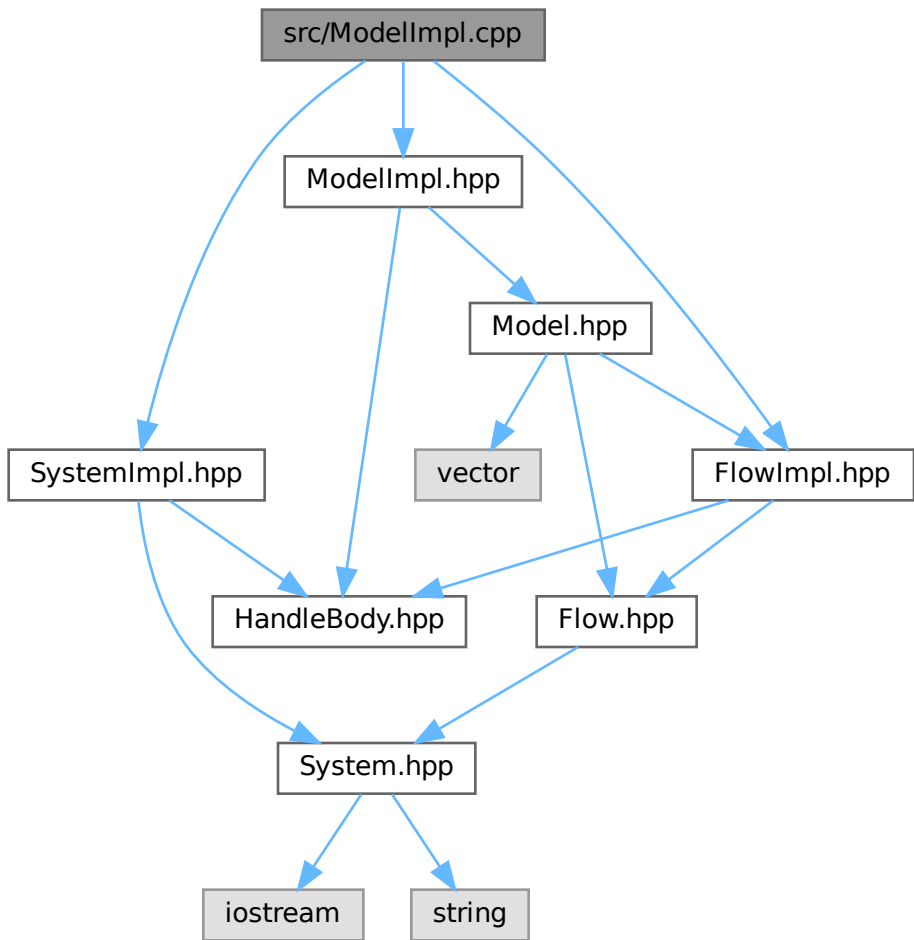 src/ModelImpl.cpp
ModelImpl.hpp
Model.hpp
SystemImpl.hpp
vector
FlowImpl.hpp
HandleBody.hpp
Flow.hpp
System.hpp
iostream
string